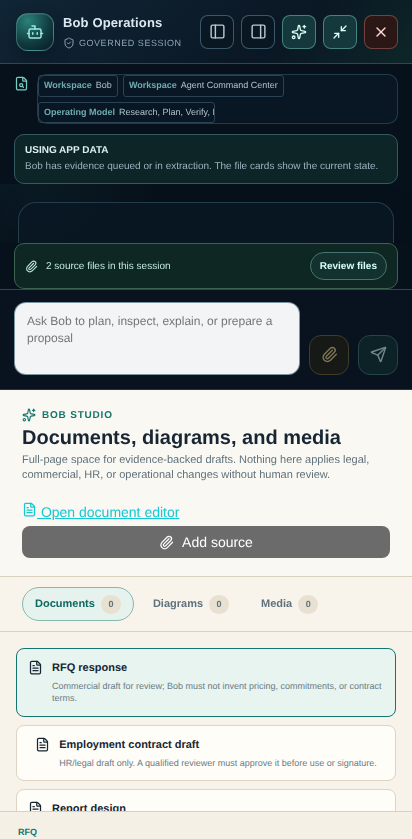 Bob Operations
GOVERNED SESSION
Workspace Bob
Workspace Agent Command Center
Operating Model Research, Plan, Verify,
USING APP DATA
Bob has evidence queued or in extraction. The file cards show the current state.
2 source files in this session
Review files
Ask Bob to plan, inspect, explain, or prepare a
proposal
BOB STUDIO
Documents, diagrams, and media
Full-page space for evidence-backed drafts. Nothing here applies legal,
commercial, HR, or operational changes without human review.
Open document editor
Add source
Documents 0
Diagrams 0
Media 0
RFQ response
Commercial draft for review; Bob must not invent pricing, commitments, or contract
terms.
Employment contract draft
HR/legal draft only. A qualified reviewer must approve it before use or signature.
Report design
RFQ